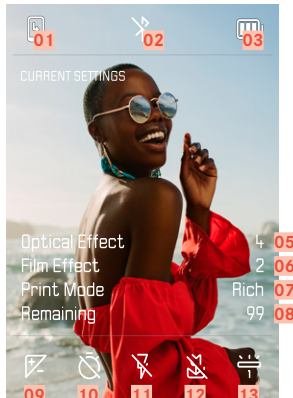 01 02 03
CURRENT SETTINGS
Optical Effect 4 05
Film Effect 2 06
Print Mode Rich 07
Remaining 99 08
09 10 11 12 13